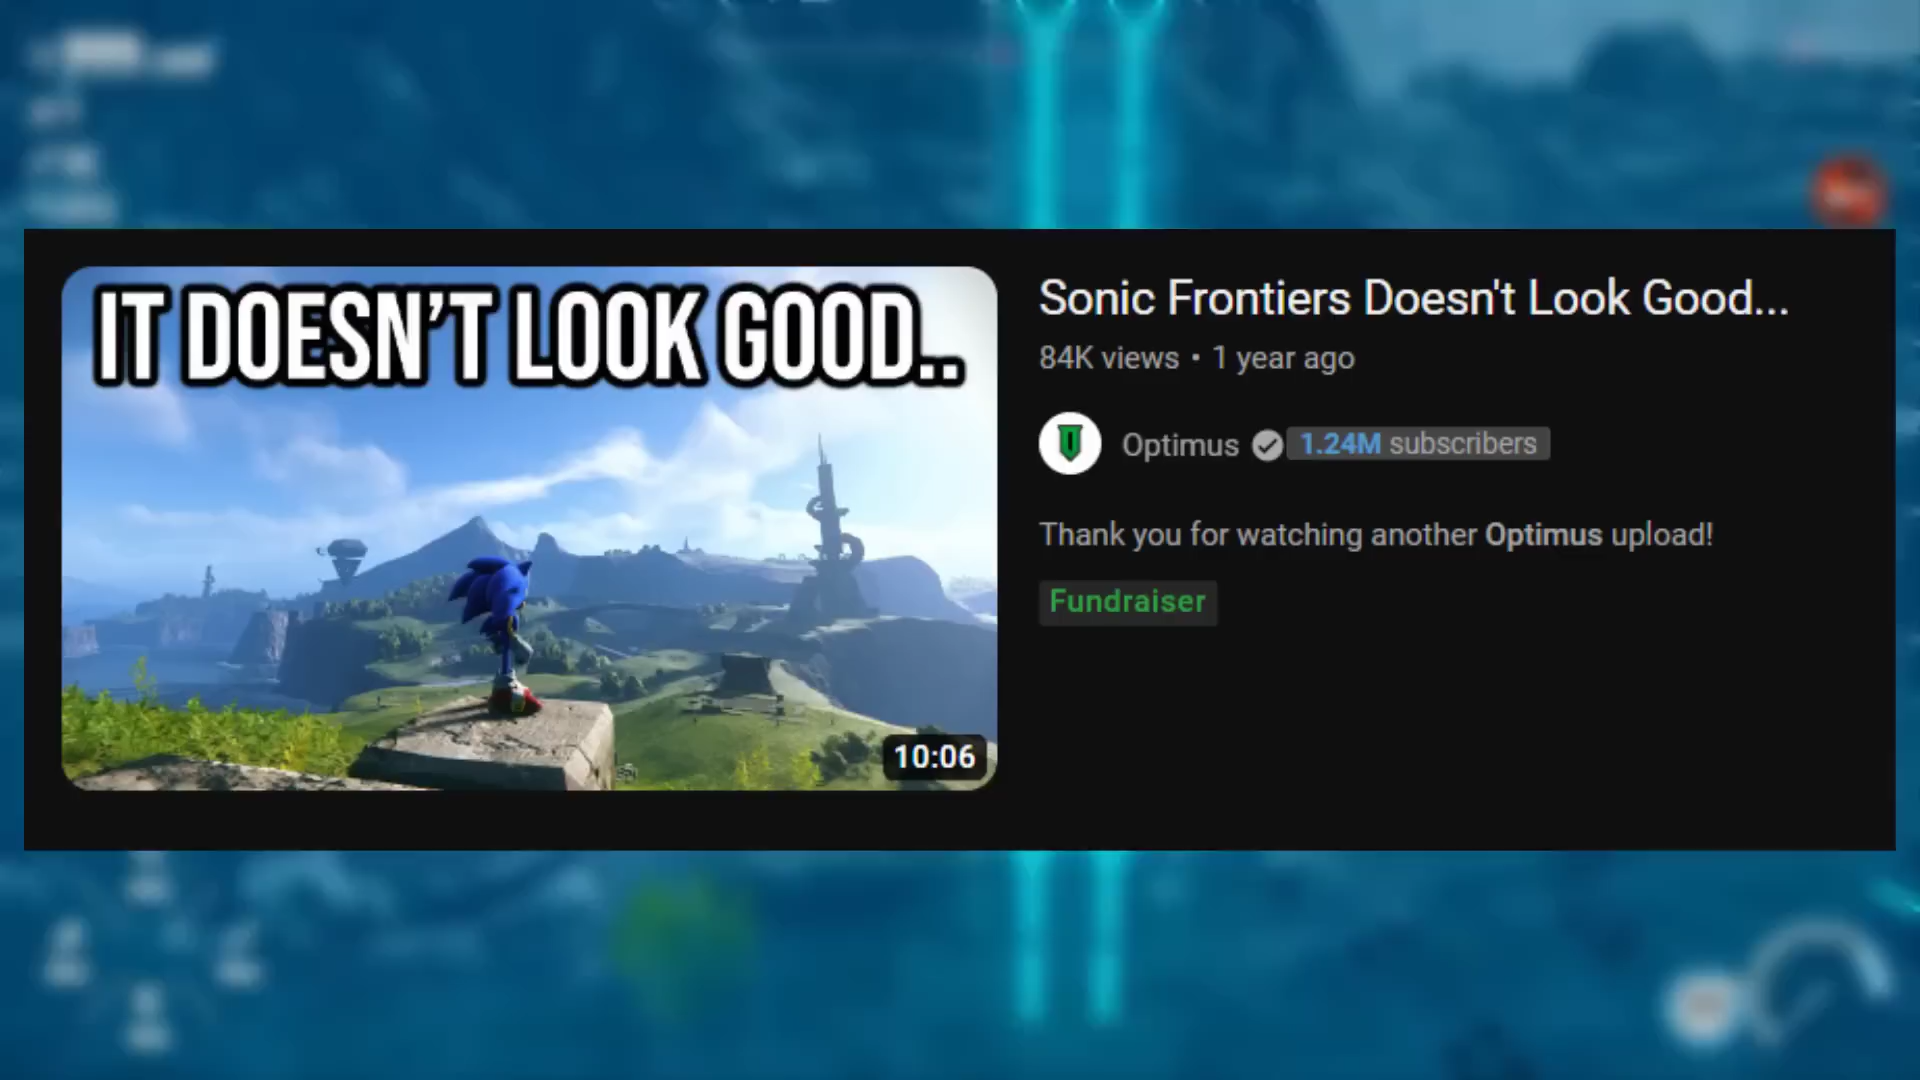 IT DOESN'T LOOK GOOD..
10:06
Sonic Frontiers Doesn't Look Good...
84K views • 1 year ago
Optimus 1.24M subscribers
Thank you for watching another Optimus upload!
Fundraiser